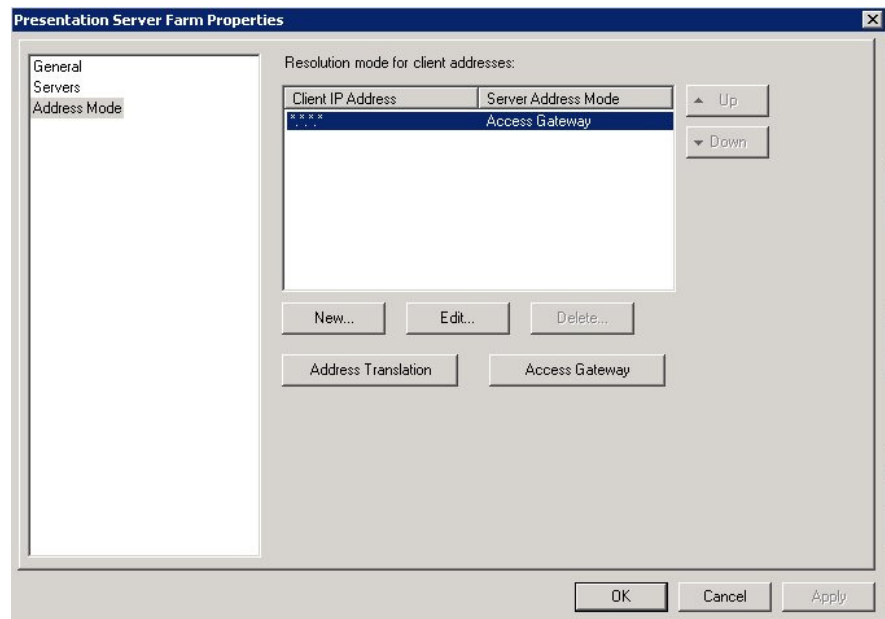 Presentation Server Farm Properties
General
Servers
Address Mode
Resolution mode for client addresses:
Client IP Address Server Address Mode
*.*.*.* Access Gateway
Up
Down
New... Edit... Delete...
Address Translation Access Gateway
OK Cancel Apply